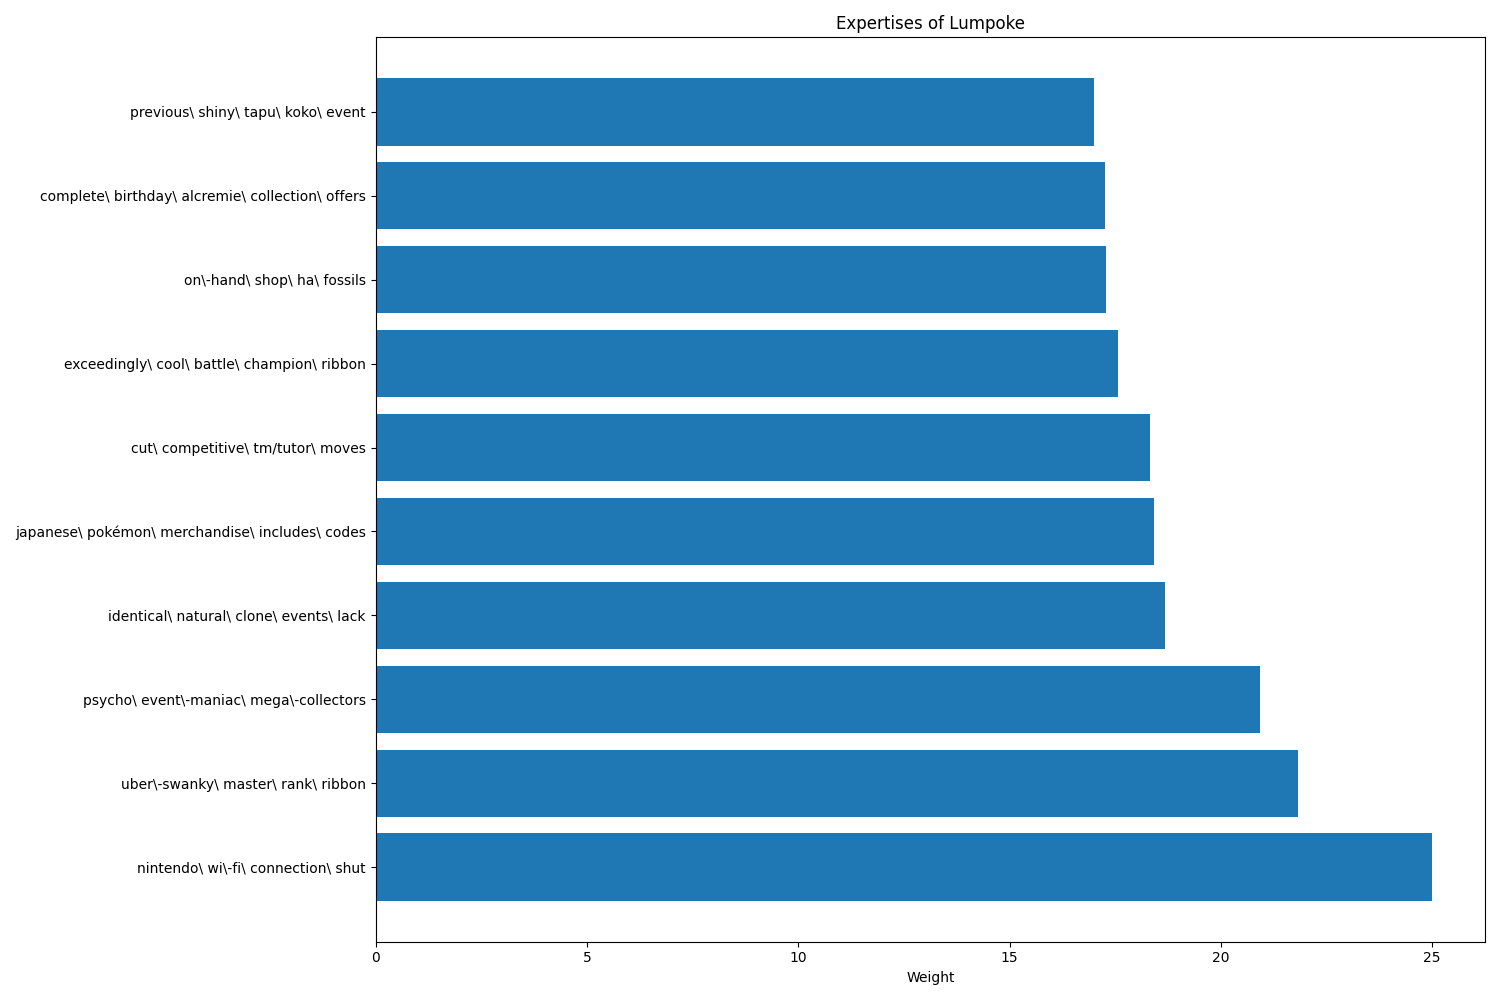 Expertises of Lumpoke
previous\ shiny\ tapu\ koko\ event
complete\ birthday\ alcremie\ collection\ offers
on\-hand\ shop\ ha\ fossils
exceedingly\ cool\ battle\ champion\ ribbon
cut\ competitive\ tm/tutor\ moves
japanese\ pokémon\ merchandise\ includes\ codes
identical\ natural\ clone\ events\ lack
psycho\ event\-maniac\ mega\-collectors
uber\-swanky\ master\ rank\ ribbon
nintendo\ wi\-fi\ connection\ shut
0 5 10 15 20 25
Weight